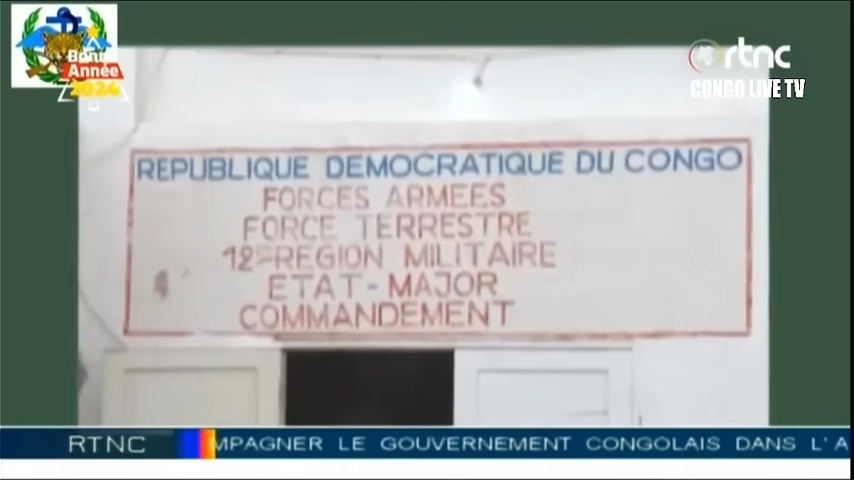 Bonne
Année
2024
rtnc
CONGO LIVE TV
REPUBLIQUE DEMOCRATIQUE DU CONGO
FORCES ARMEES
FORCE TERRESTRE
12ème REGION MILITAIRE
ETAT-MAJOR
COMMANDEMENT
RTNC
MPAGNER LE GOUVERNEMENT CONGOLAIS DANS L'A